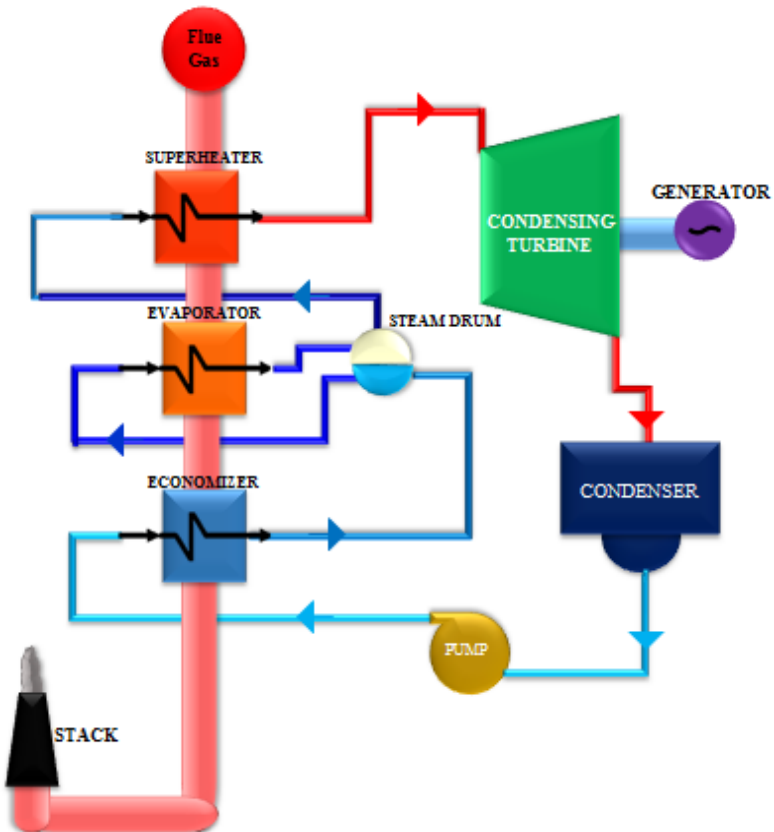 Flue
Gas
SUPERHEATER
GENERATOR
CONDENSING
TURBINE
EVAPORATOR
STEAM DRUM
ECONOMIZER
CONDENSER
PUMP
STACK